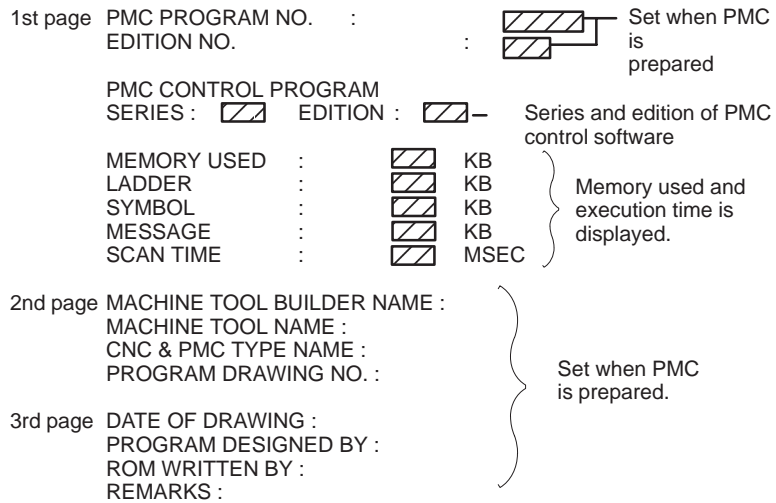 1st page PMC PROGRAM NO. : Set when PMC
EDITION NO. : is
prepared
PMC CONTROL PROGRAM
SERIES : EDITION : Series and edition of PMC
control software
MEMORY USED : KB
LADDER : KB
SYMBOL : KB
MESSAGE : KB
SCAN TIME : MSEC
Memory used and
execution time is
displayed.
2nd page MACHINE TOOL BUILDER NAME :
MACHINE TOOL NAME :
CNC & PMC TYPE NAME :
PROGRAM DRAWING NO. :
3rd page DATE OF DRAWING :
PROGRAM DESIGNED BY :
ROM WRITTEN BY :
REMARKS :
Set when PMC
is prepared.